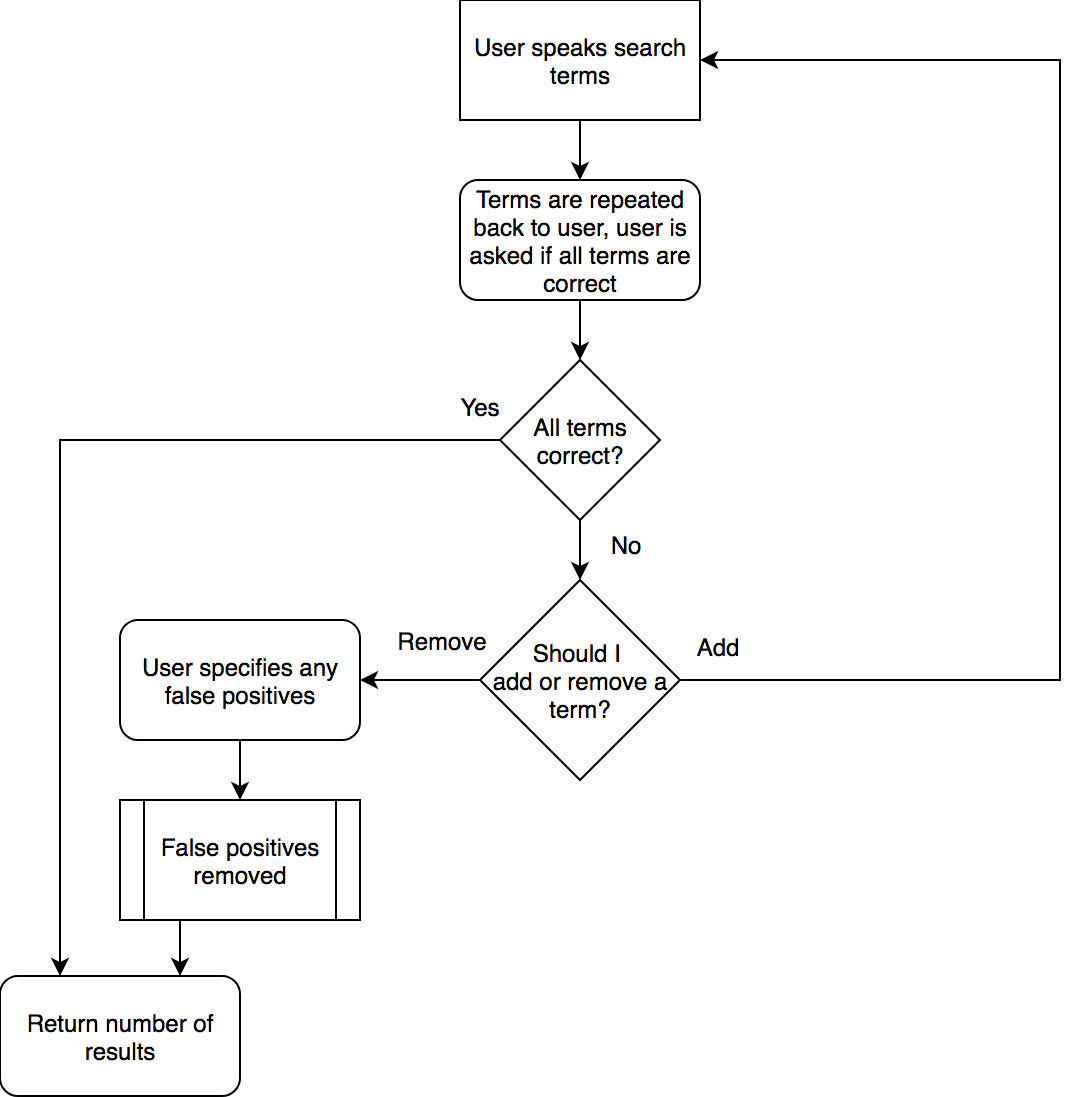 User speaks search
terms
Terms are repeated
back to user, user is
asked if all terms are
correct
Yes
All terms
correct?
No
Remove
Should I
add or remove a
term?
Add
User specifies any
false positives
False positives
removed
Return number of
results